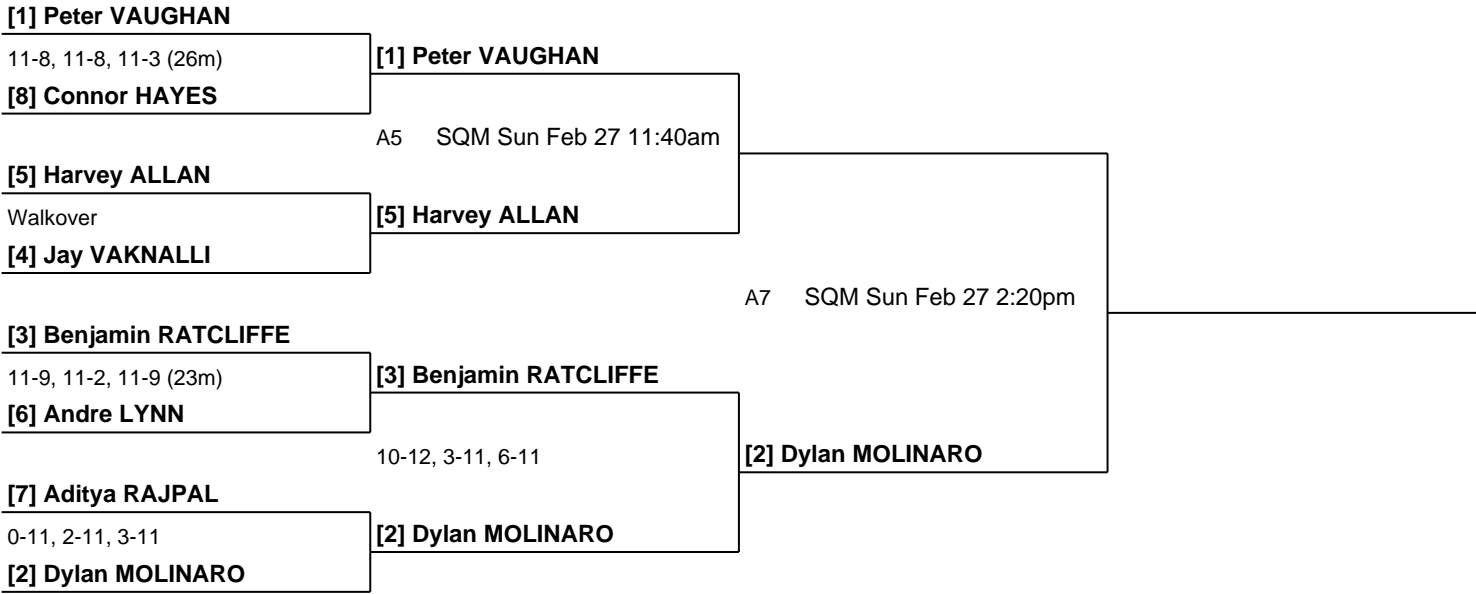 [1] Peter VAUGHAN
11-8, 11-8, 11-3 (26m)
[1] Peter VAUGHAN
[8] Connor HAYES
A5 SQM Sun Feb 27 11:40am
[5] Harvey ALLAN
Walkover
[5] Harvey ALLAN
[4] Jay VAKNALLI
A7 SQM Sun Feb 27 2:20pm
[3] Benjamin RATCLIFFE
11-9, 11-2, 11-9 (23m)
[3] Benjamin RATCLIFFE
[6] Andre LYNN
10-12, 3-11, 6-11
[2] Dylan MOLINARO
[7] Aditya RAJPAL
0-11, 2-11, 3-11
[2] Dylan MOLINARO
[2] Dylan MOLINARO